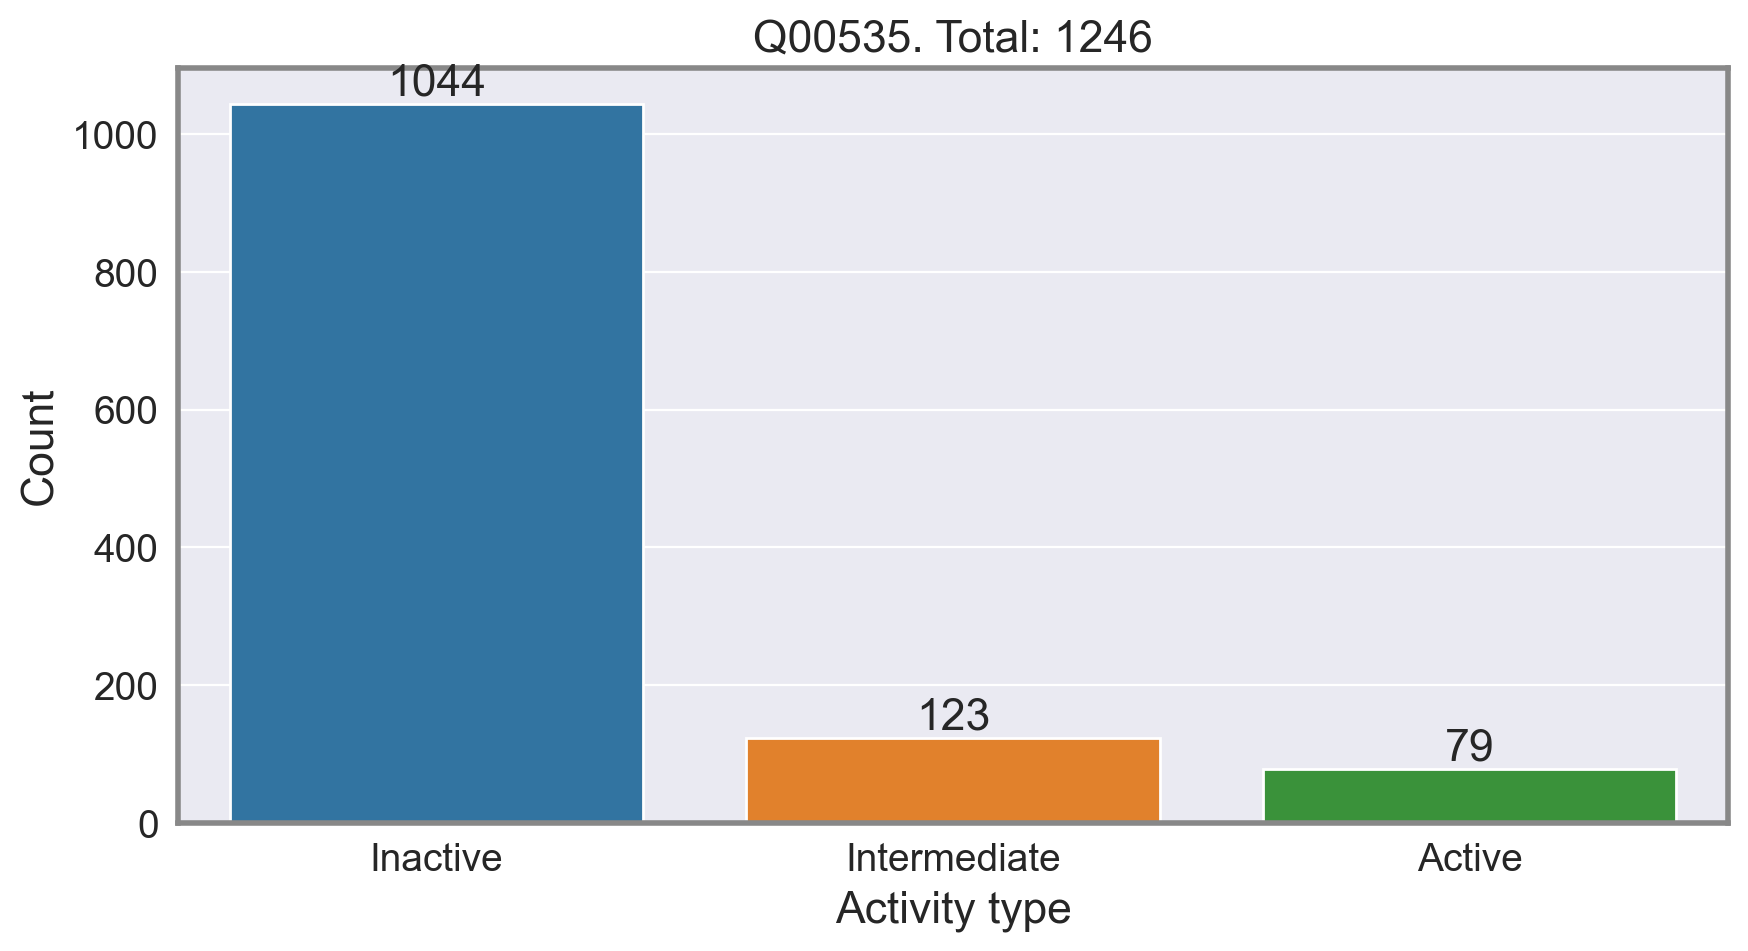 Q00535. Total: 1246
1044
1000
800
600
400
200
0
Count
123
79
Inactive
Intermediate
Active
Activity type